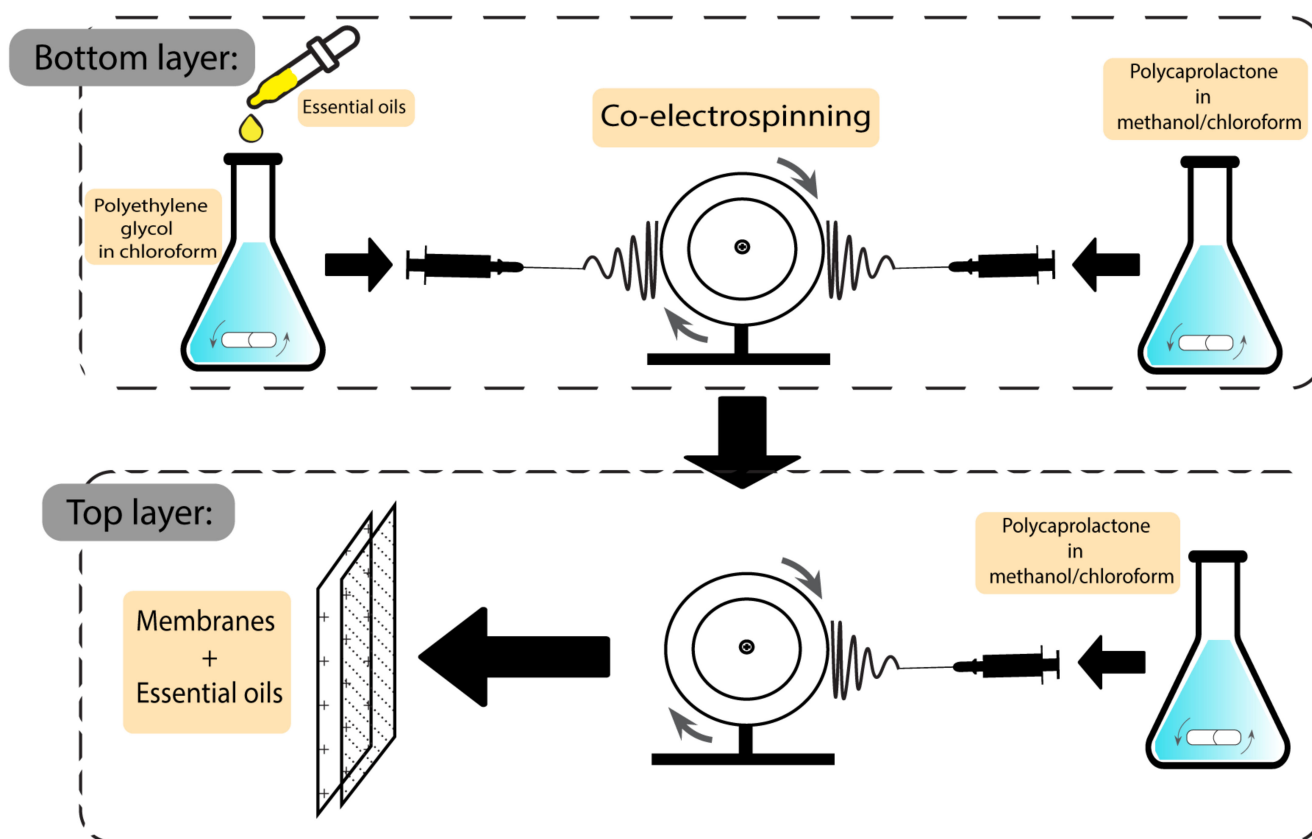 Bottom layer:
Essential oils
Polyethylene
glycol
in chloroform
Co-electrospinning
Polycaprolactone
in
methanol/chloroform
Top layer:
Membranes
+
Essential oils
Polycaprolactone
in
methanol/chloroform